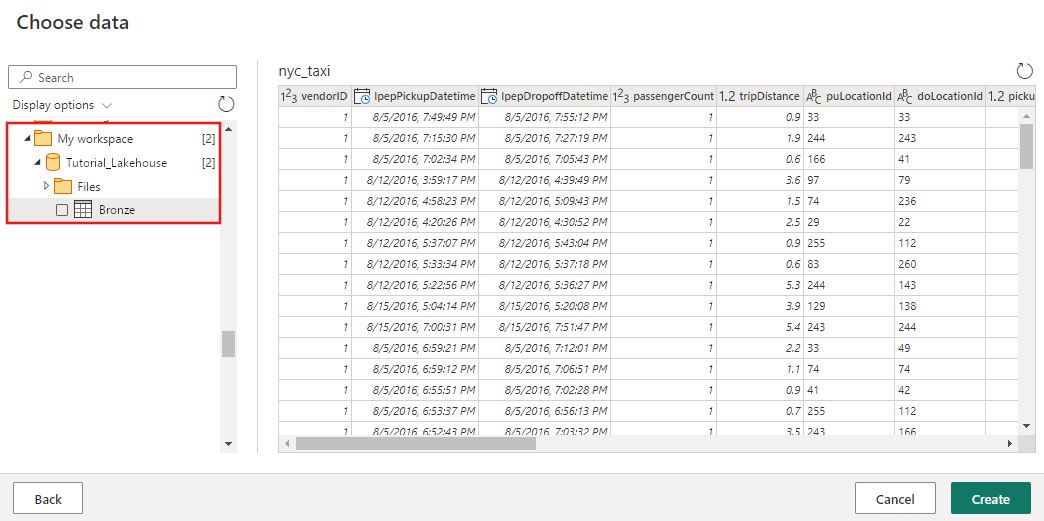 Choose data
Search
Display options
My workspace [2]
Tutorial_Lakehouse [2]
Files
Bronze
nyc_taxi
1²3 vendorID lpepPickupDatetime lpepDropoffDatetime 1²3 passengerCount 1.2 tripDistance ABC puLocationId ABC doLocationId 1.2 picku
1 8/5/2016, 7:49:49 PM 8/5/2016, 7:55:12 PM 1 0.9 33 33
1 8/5/2016, 7:15:30 PM 8/5/2016, 7:27:19 PM 1 1.9 244 243
1 8/5/2016, 7:02:34 PM 8/5/2016, 7:05:43 PM 1 0.6 166 41
1 8/12/2016, 3:59:17 PM 8/12/2016, 4:39:49 PM 1 3.6 97 79
1 8/12/2016, 4:58:23 PM 8/12/2016, 5:09:43 PM 1 1.5 74 236
1 8/12/2016, 4:20:26 PM 8/12/2016, 4:30:52 PM 1 2.5 29 22
1 8/12/2016, 5:37:07 PM 8/12/2016, 5:43:04 PM 1 0.9 255 112
1 8/12/2016, 5:33:34 PM 8/12/2016, 5:37:18 PM 1 0.6 83 260
1 8/12/2016, 5:22:56 PM 8/12/2016, 5:36:27 PM 1 5.3 244 143
1 8/15/2016, 5:04:14 PM 8/15/2016, 5:20:08 PM 1 3.9 129 138
1 8/15/2016, 7:00:31 PM 8/15/2016, 7:51:47 PM 1 5.4 243 244
1 8/5/2016, 6:59:21 PM 8/5/2016, 7:12:01 PM 1 2.2 33 49
1 8/5/2016, 6:59:12 PM 8/5/2016, 7:06:51 PM 1 1.1 74 74
1 8/5/2016, 6:55:51 PM 8/5/2016, 7:02:28 PM 1 0.9 41 42
1 8/5/2016, 6:53:37 PM 8/5/2016, 6:56:13 PM 1 0.7 255 112
1 8/5/2016, 6:52:43 PM 8/5/2016, 7:03:32 PM 1 3.5 243 166
Back
Cancel
Create